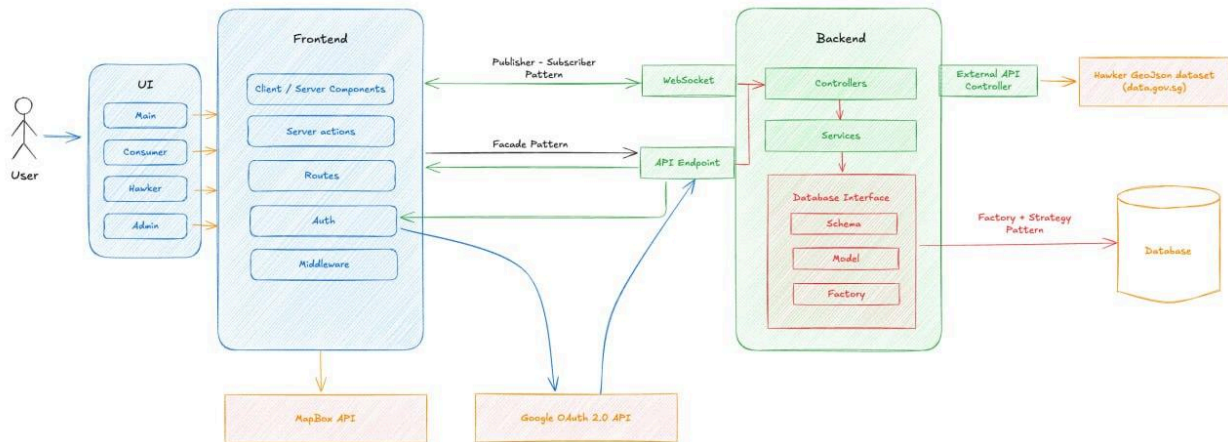 User
UI
Main
Consumer
Hawker
Admin
Frontend
Client / Server Components
Server actions
Routes
Auth
Middleware
MapBox API
Publisher - Subscriber
Pattern
Facade Pattern
Google OAuth 2.0 API
WebSocket
API Endpoint
Backend
Controllers
Services
Database Interface
Schema
Model
Factory
External API
Controller
Hawker GeoJson dataset
(data.gov.sg)
Factory + Strategy
Pattern
Database